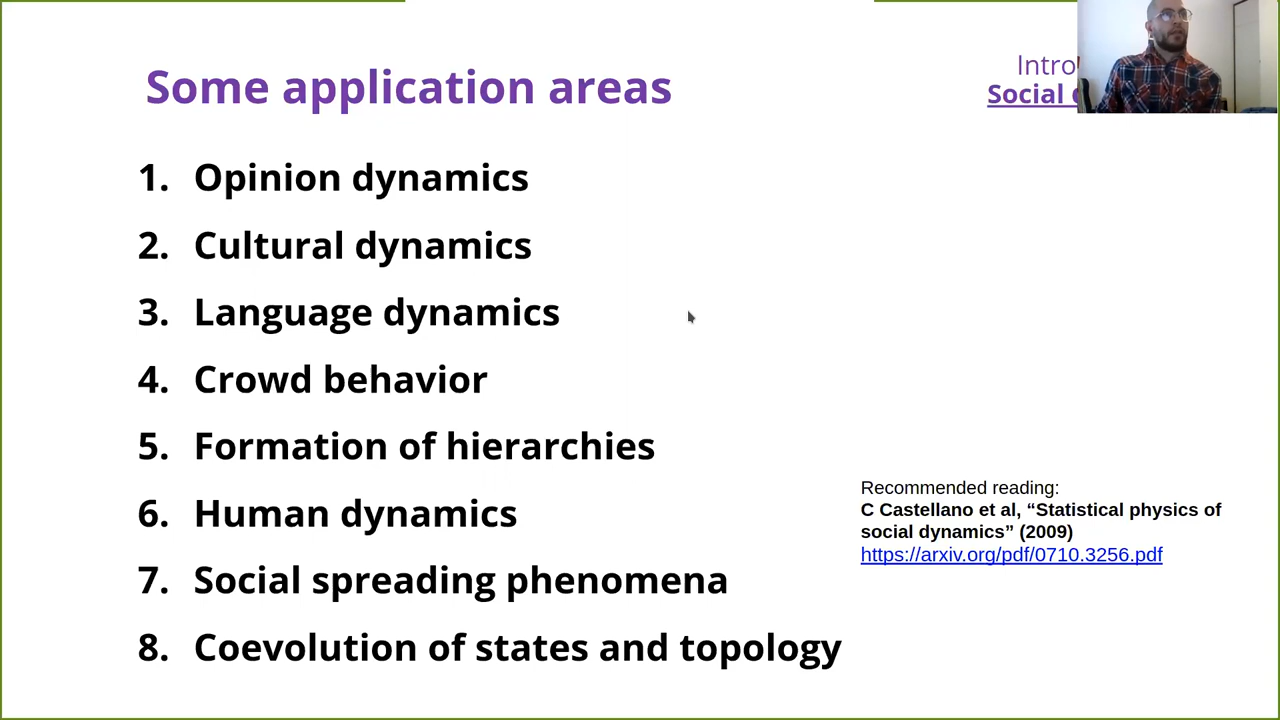 Some application areas
Social
1. Opinion dynamics
2. Cultural dynamics
3. Language dynamics
4. Crowd behavior
5. Formation of hierarchies
6. Human dynamics
7. Social spreading phenomena
8. Coevolution of states and topology
Recommended reading:
C Castellano et al, “Statistical physics of
social dynamics” (2009)
https://arxiv.org/pdf/0710.3256.pdf